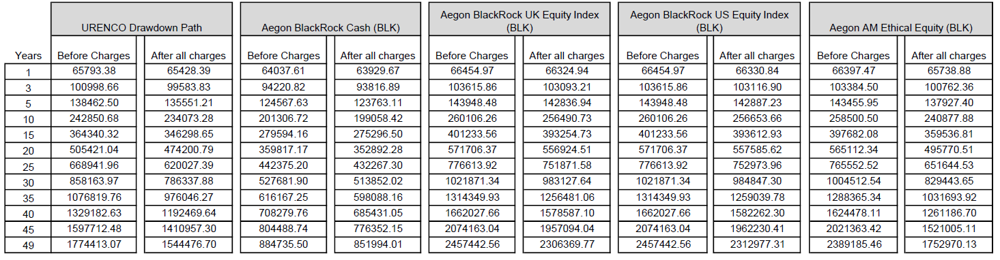 Aegon BlackRock UK Equity Index Aegon BlackRock US Equity Index
URENCO Drawdown Path Aegon BlackRock Cash (BLK) (BLK) (BLK) Aegon AM Ethical Equity (BLK)
Years Before Charges After all charges Before Charges After all charges Before Charges After all charges Before Charges After all charges Before Charges After all charges
1 65793.38 65428.39 64037.61 63929.67 66454.97 66324.94 66454.97 66330.84 66397.47 65738.88
3 100998.66 99583.83 94220.82 93816.89 103615.86 103093.21 103615.86 103116.90 103384.50 100762.36
5 138462.50 135551.21 124567.63 123763.11 143948.48 142836.94 143948.48 142887.23 143455.95 137927.40
10 242850.68 234073.28 201306.72 199058.42 260106.26 256490.73 260106.26 256653.66 258500.50 240877.88
15 364340.32 346298.65 279594.16 275296.50 401233.56 393254.73 401233.56 393612.93 397682.08 359536.81
20 505421.04 474200.79 359817.17 352892.28 571706.37 556924.51 571706.37 557585.62 565112.34 495770.51
25 668941.96 620027.39 442375.20 432267.30 776613.92 751871.58 776613.92 752973.96 765552.52 651644.53
30 858163.97 786337.88 527681.90 513852.02 1021871.34 983127.64 1021871.34 984847.30 1004512.54 829443.65
35 1076819.76 976046.27 616167.25 598088.16 1314349.93 1256481.06 1314349.93 1259039.78 1288365.34 1031693.92
40 1329182.63 1192469.64 708279.76 685431.05 1662027.66 1578587.10 1662027.66 1582262.30 1624478.11 1261186.70
45 1597712.48 1410957.30 804488.74 776352.15 2074163.04 1957094.04 2074163.04 1962230.41 2021363.42 1521005.11
49 1774413.07 1544476.70 884735.50 851994.01 2457442.56 2306369.77 2457442.56 2312977.31 2389185.46 1752970.13